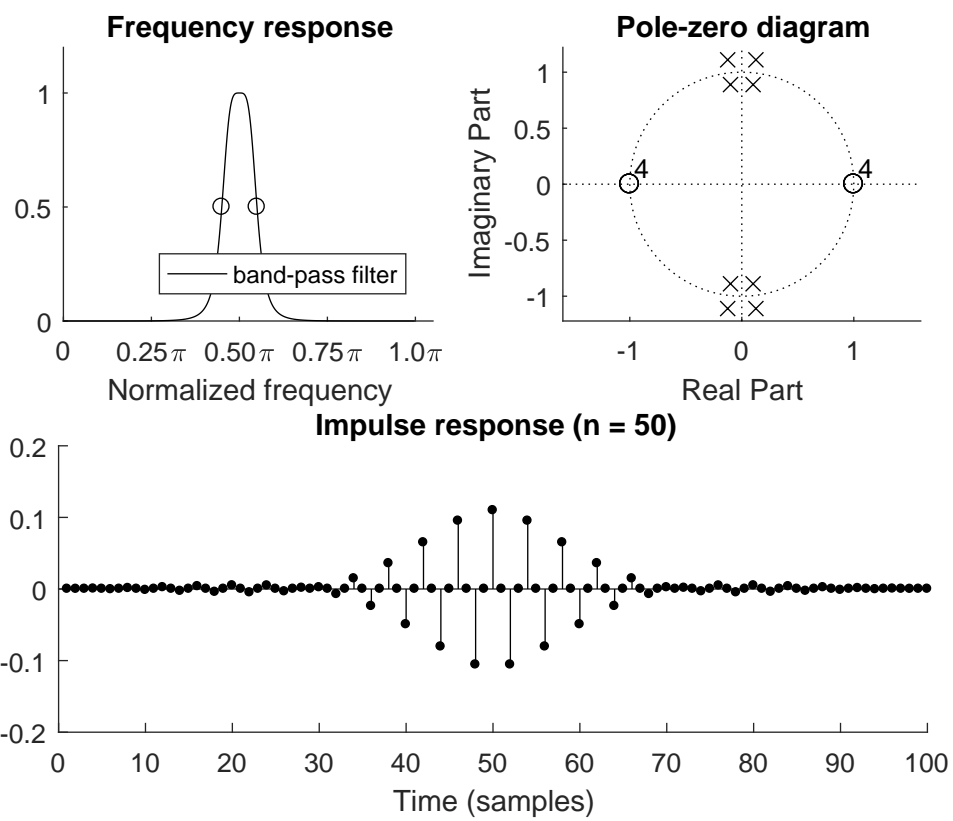 Frequency response
1
0.5
0
band-pass filter
0 0.25π 0.50π 0.75π 1.0π
Normalized frequency
Pole-zero diagram
Imaginary Part
1
0.5
0
-0.5
-1
4 4
-1 0 1
Real Part
Impulse response (n = 50)
0.2
0.1
0
-0.1
-0.2
0 10 20 30 40 50 60 70 80 90 100
Time (samples)